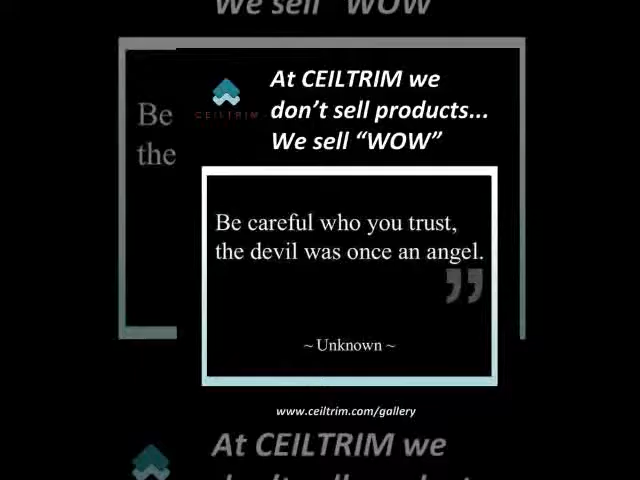 We sell "WOW"
At CEILTRIM we
don't sell products...
We sell “WOW”
CEILTRIM
Be
the
Be careful who you trust,
the devil was once an angel.
”
~ Unknown ~
www.ceiltrim.com/gallery
At CEILTRIM we